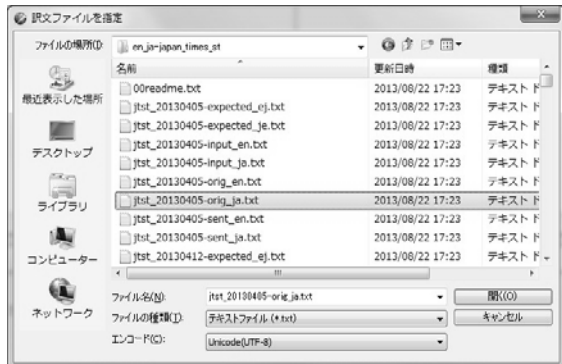 訳文ファイルを指定
ファイルの場所(I):
en_ja-japan_times_st
名前 更新日時 種類
00readme.txt 2013/08/22 17:23 テキスト ド
jtst_20130405-expected_ej.txt 2013/08/22 17:23 テキスト ド
jtst_20130405-expected_je.txt 2013/08/22 17:23 テキスト ド
jtst_20130405-input_en.txt 2013/08/22 17:23 テキスト ド
jtst_20130405-input_ja.txt 2013/08/22 17:23 テキスト ド
jtst_20130405-orig_en.txt 2013/08/22 17:23 テキスト ド
jtst_20130405-orig_ja.txt 2013/08/22 17:23 テキスト ド
jtst_20130405-sent_en.txt 2013/08/22 17:23 テキスト ド
jtst_20130405-sent_ja.txt 2013/08/22 17:23 テキスト ド
jtst_20130412-expected_ej.txt 2013/08/22 17:23 テキスト ド
最近表示した場所
デスクトップ
ライブラリ
コンピューター
ネットワーク
ファイル名(N): jtst_20130405-orig_ja.txt 開く(O)
ファイルの種類(T): テキストファイル (*.txt) キャンセル
エンコード(C): Unicode(UTF-8)